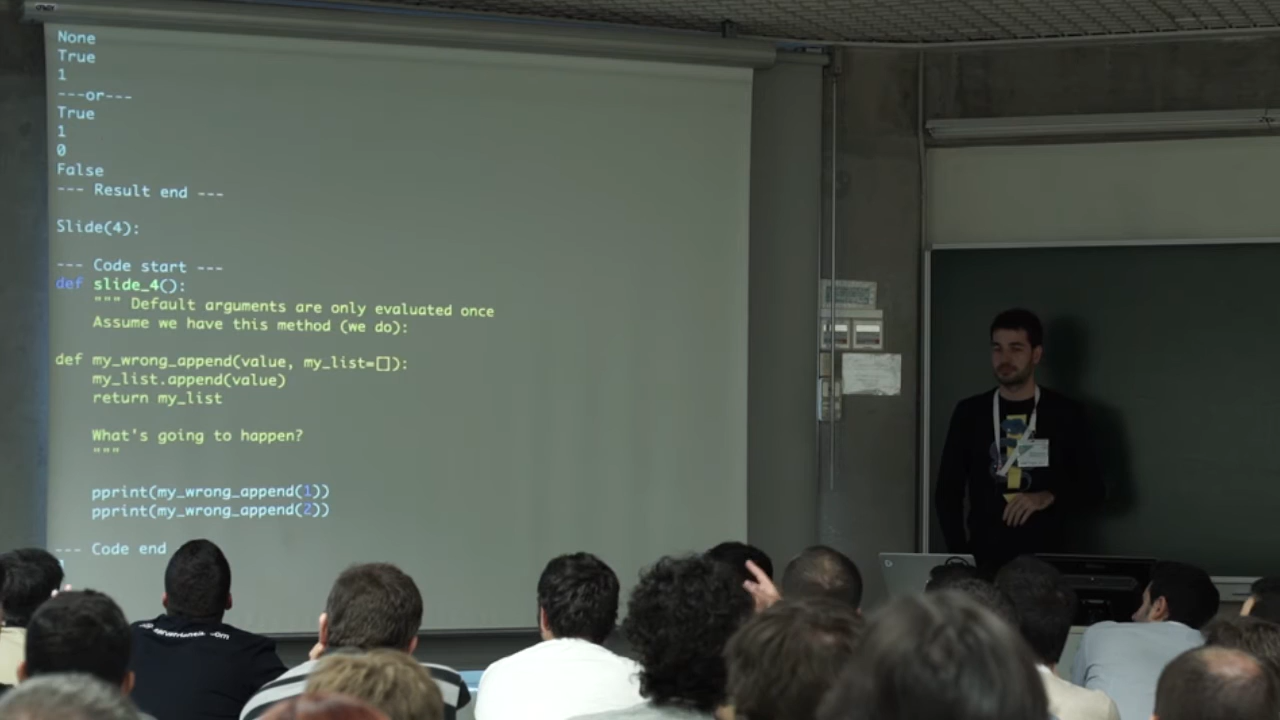 None
True
1
---or---
True
1
0
False
--- Result end ---
Slide(4):
--- Code start ---
def slide_4():
""" Default arguments are only evaluated once
Assume we have this method (we do):
def my_wrong_append(value, my_list=[]):
my_list.append(value)
return my_list
What's going to happen?
"""
pprint(my_wrong_append(1))
pprint(my_wrong_append(2))
--- Code end